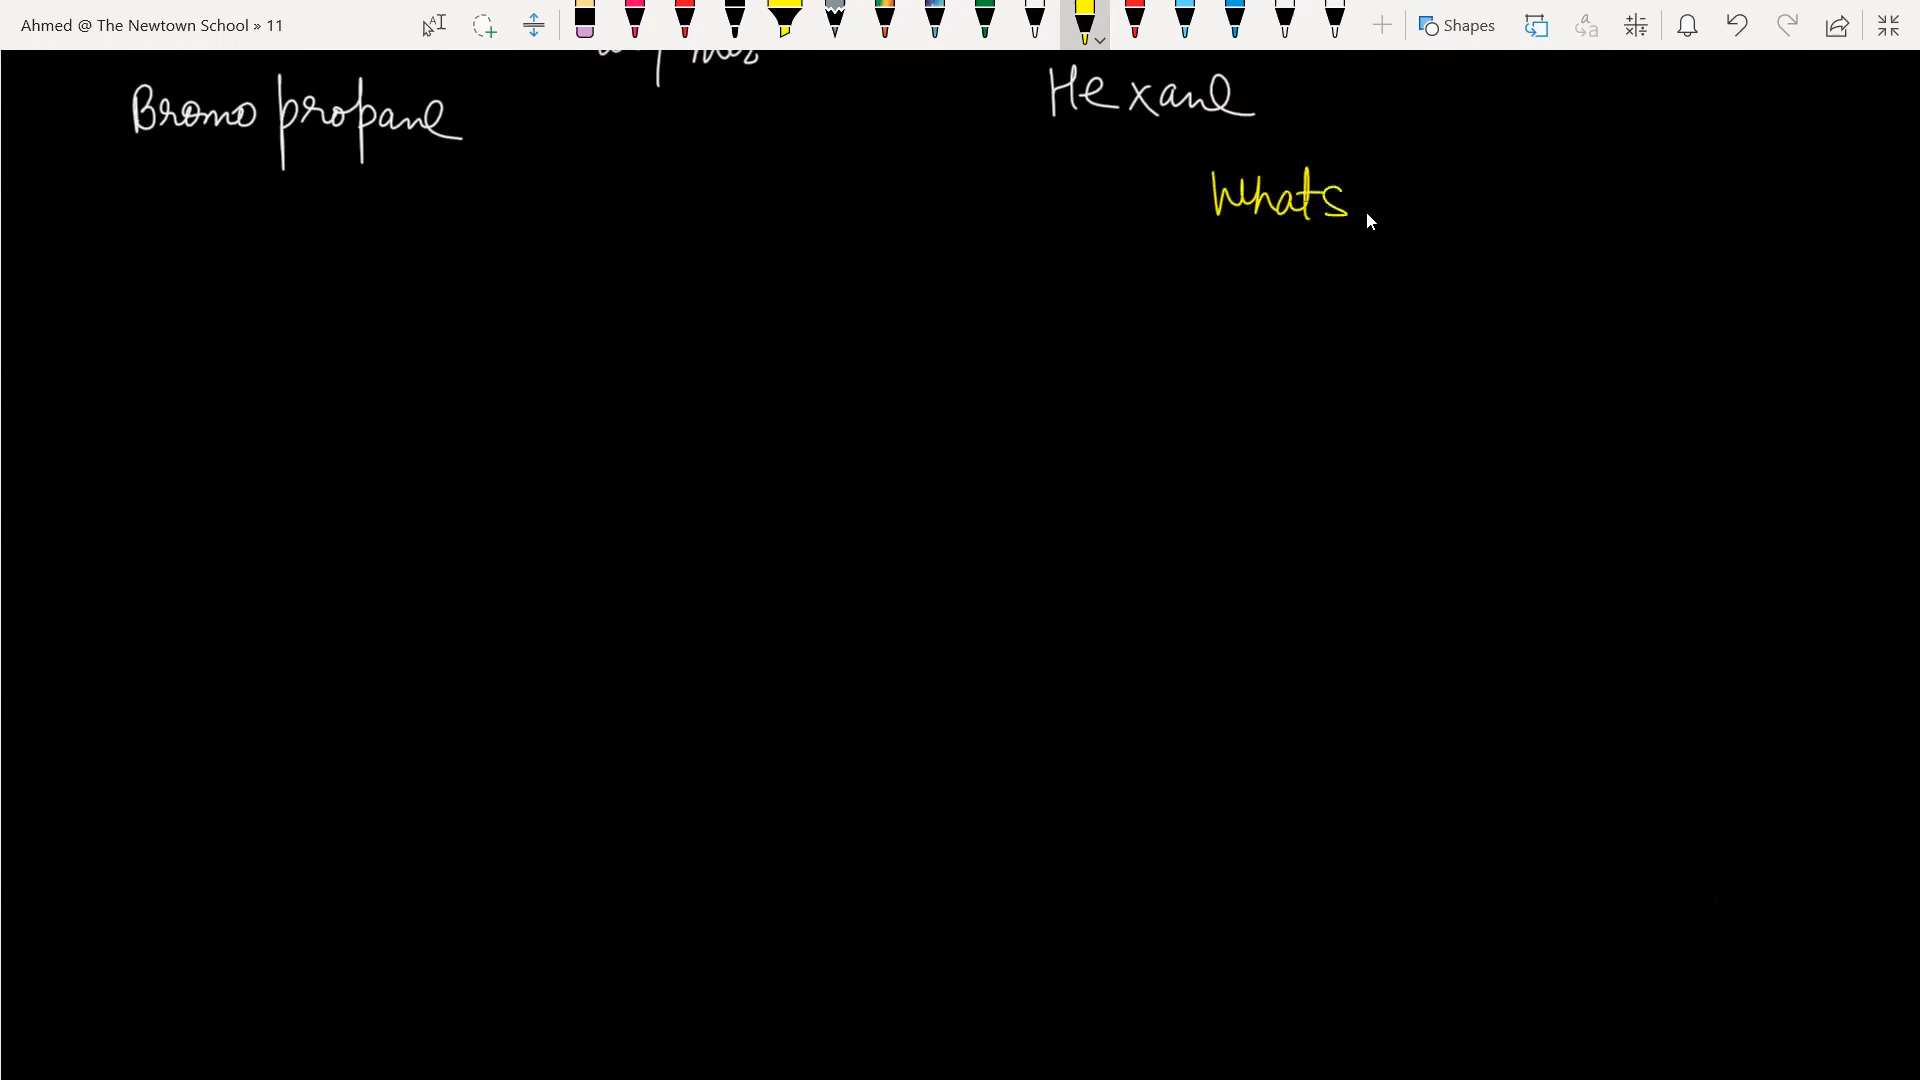 Ahmed @ The Newtown School » 11
Shapes
Bromo propane
Hexane
Whats